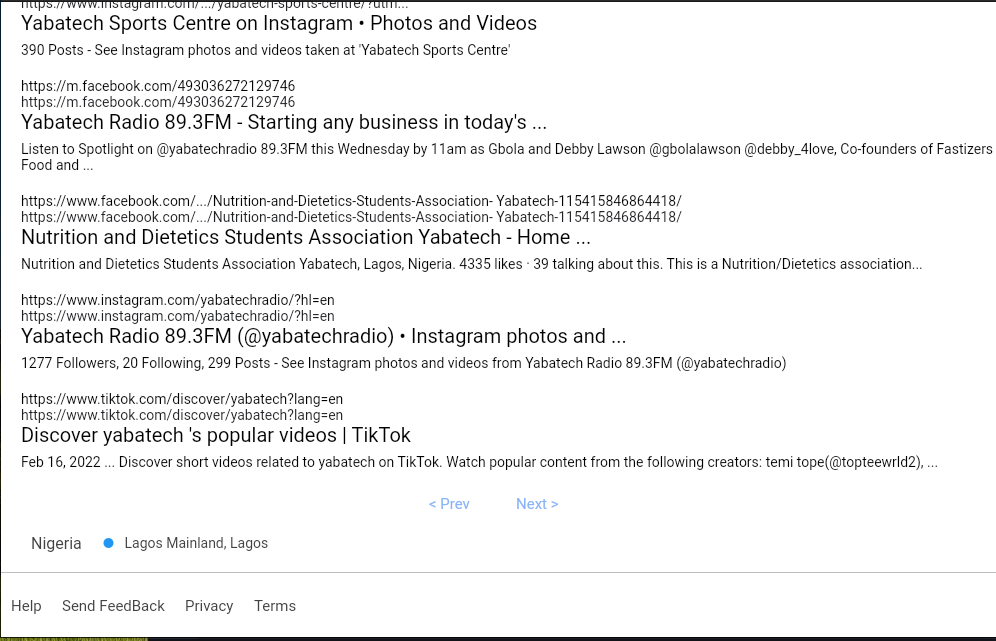 https://www.instagram.com/.../yabatech-sports-centre/?utm...
Yabatech Sports Centre on Instagram • Photos and Videos
390 Posts - See Instagram photos and videos taken at 'Yabatech Sports Centre'
https://m.facebook.com/493036272129746
https://m.facebook.com/493036272129746
Yabatech Radio 89.3FM - Starting any business in today's ...
Listen to Spotlight on @yabatechradio 89.3FM this Wednesday by 11am as Gbola and Debby Lawson @gbolalawson @debby_4love, Co-founders of Fastizers
Food and ...
https://www.facebook.com/.../Nutrition-and-Dietetics-Students-Association- Yabatech-115415846864418/
https://www.facebook.com/.../Nutrition-and-Dietetics-Students-Association- Yabatech-115415846864418/
Nutrition and Dietetics Students Association Yabatech - Home ...
Nutrition and Dietetics Students Association Yabatech, Lagos, Nigeria. 4335 likes · 39 talking about this. This is a Nutrition/Dietetics association...
https://www.instagram.com/yabatechradio/?hl=en
https://www.instagram.com/yabatechradio/?hl=en
Yabatech Radio 89.3FM (@yabatechradio) • Instagram photos and ...
1277 Followers, 20 Following, 299 Posts - See Instagram photos and videos from Yabatech Radio 89.3FM (@yabatechradio)
https://www.tiktok.com/discover/yabatech?lang=en
https://www.tiktok.com/discover/yabatech?lang=en
Discover yabatech 's popular videos | TikTok
Feb 16, 2022 ... Discover short videos related to yabatech on TikTok. Watch popular content from the following creators: temi tope(@topteewrld2), ...
< Prev Next >
Nigeria Lagos Mainland, Lagos
Help Send FeedBack Privacy Terms